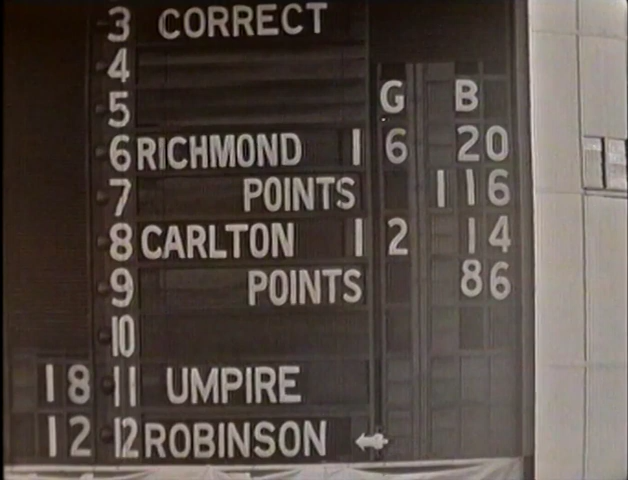 3 CORRECT
4
5 G B
6 RICHMOND 16 20
7 POINTS 116
8 CARLTON 12 14
9 POINTS 86
10
18 11 UMPIRE
12 12 ROBINSON